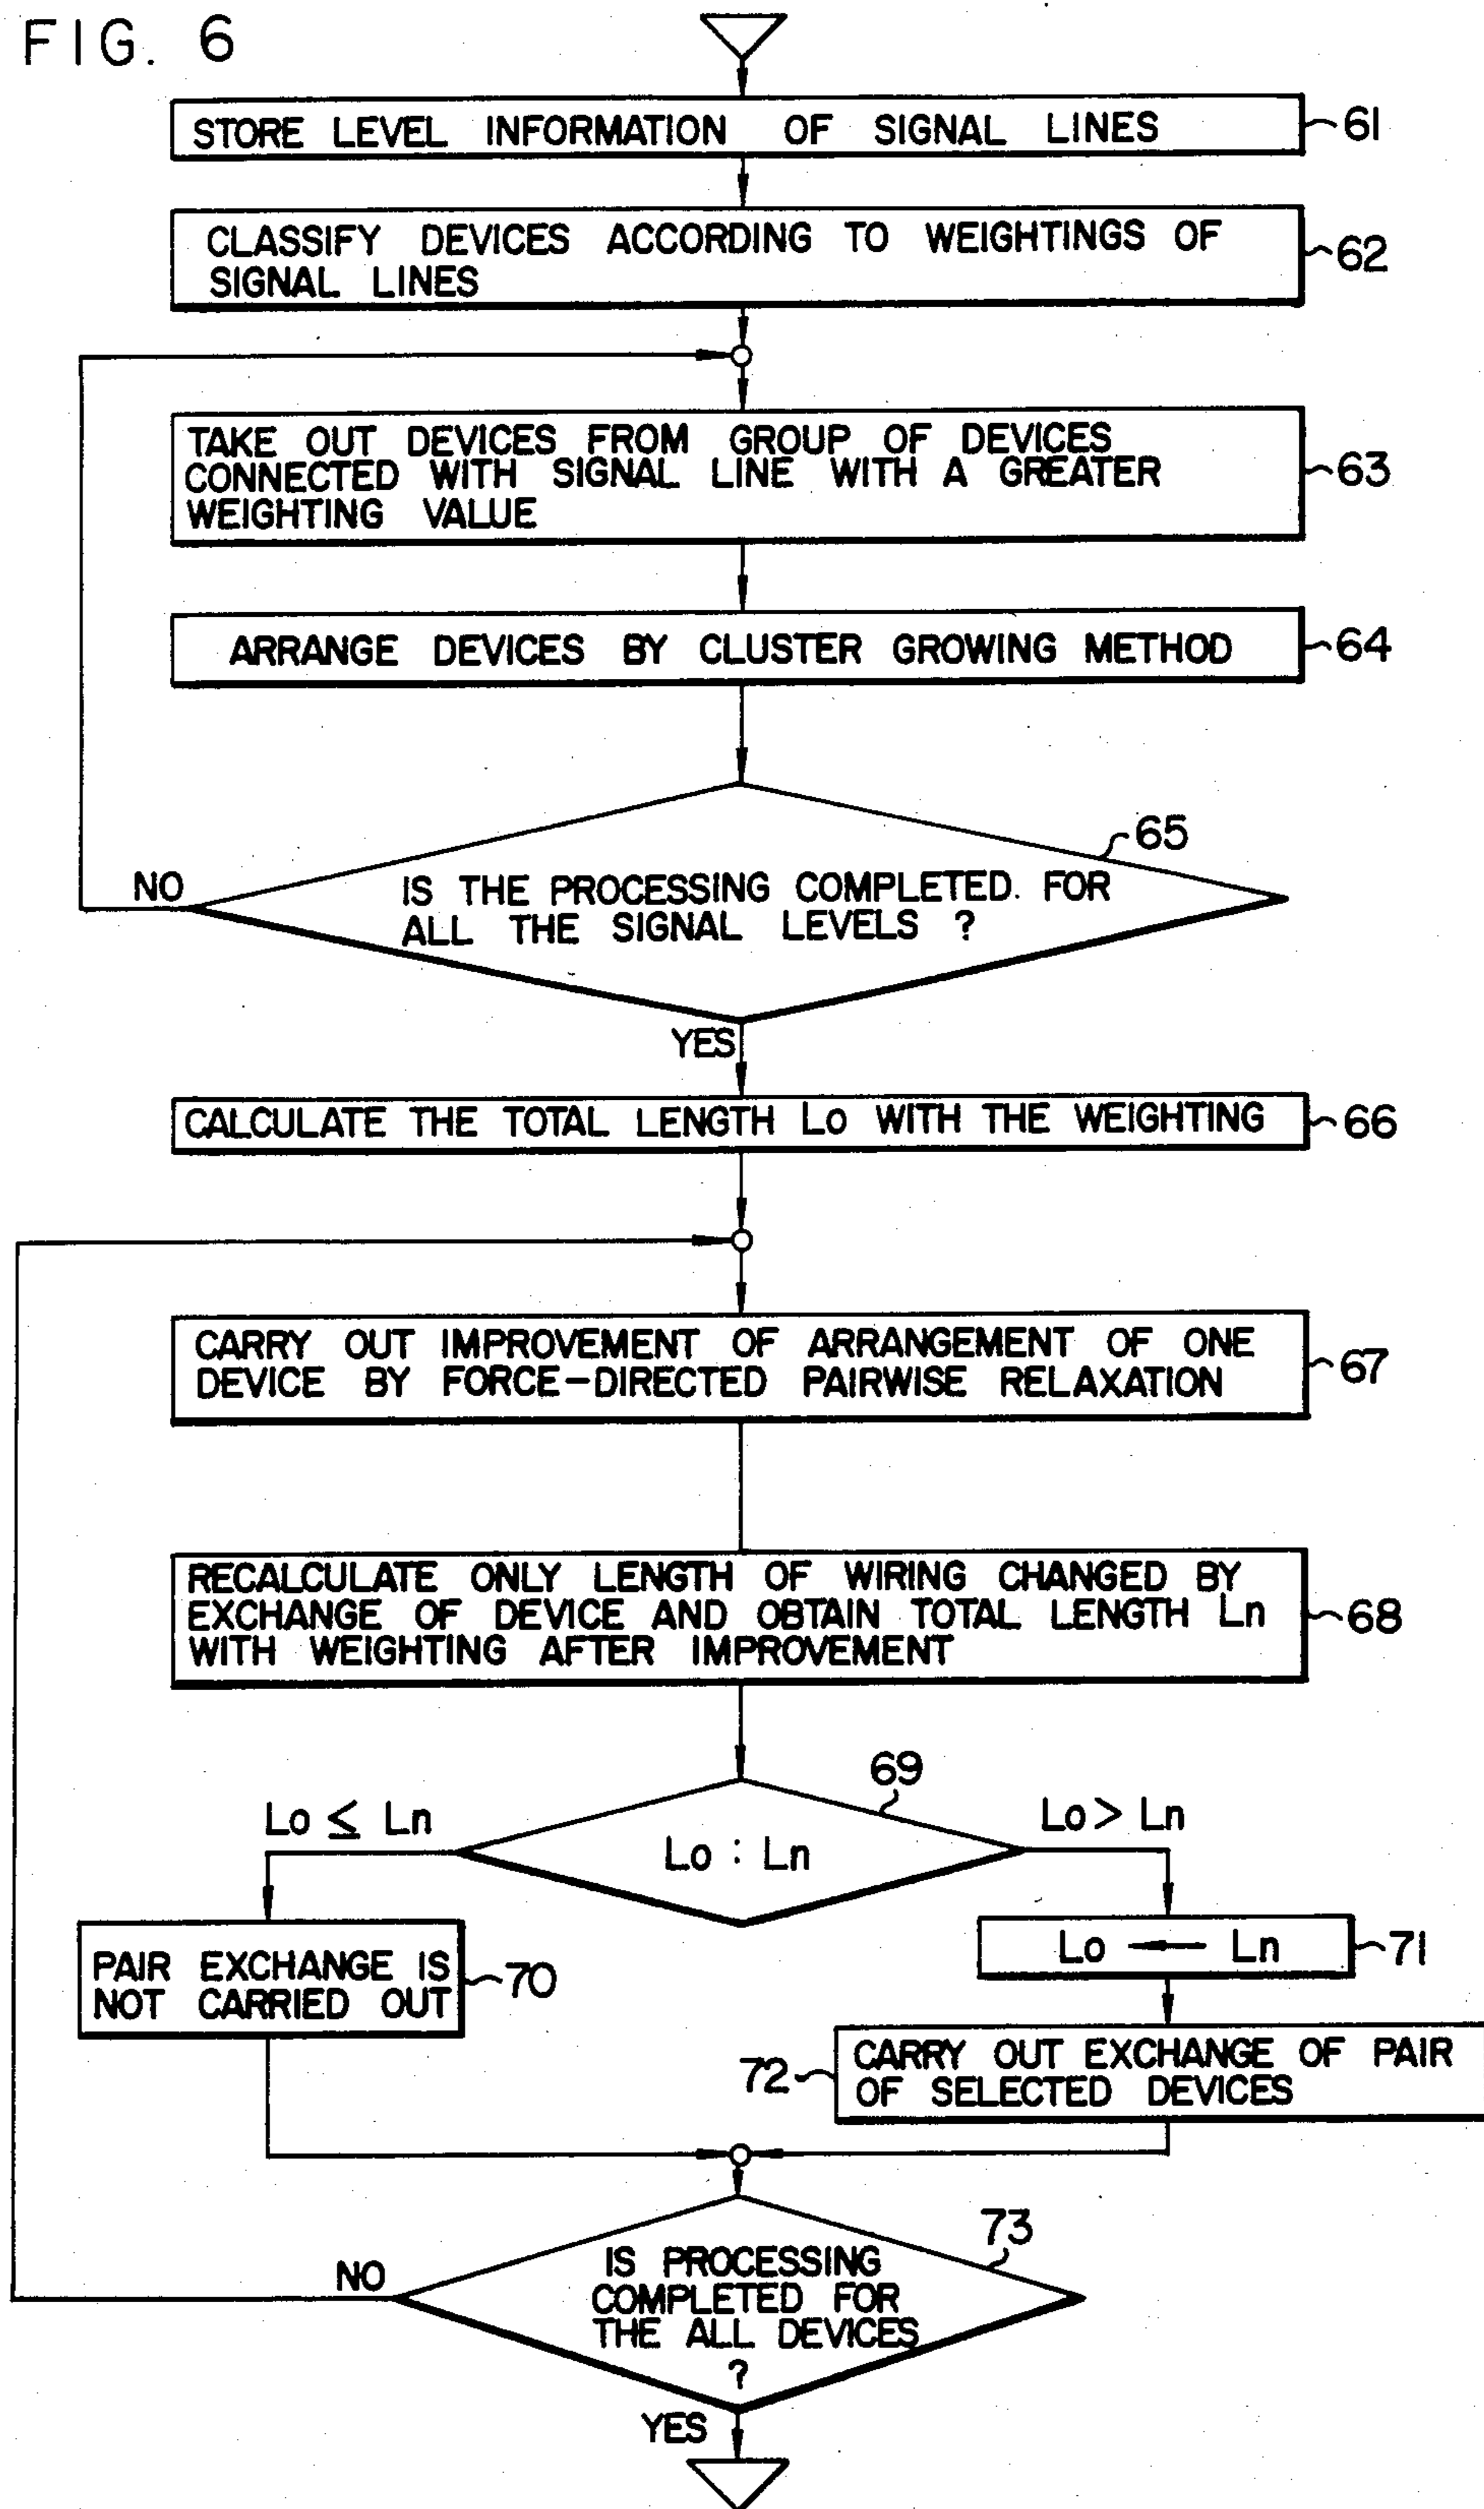 FIG. 6
STORE LEVEL INFORMATION OF SIGNAL LINES
61
CLASSIFY DEVICES ACCORDING TO WEIGHTINGS OF
SIGNAL LINES
62
TAKE OUT DEVICES FROM GROUP OF DEVICES
CONNECTED WITH SIGNAL LINE WITH A GREATER
WEIGHTING VALUE
63
ARRANGE DEVICES BY CLUSTER GROWING METHOD
64
65
NO
IS THE PROCESSING COMPLETED. FOR
ALL THE SIGNAL LEVELS ?
YES
CALCULATE THE TOTAL LENGTH Lo WITH THE WEIGHTING
66
CARRY OUT IMPROVEMENT OF ARRANGEMENT OF ONE
DEVICE BY FORCE-DIRECTED PAIRWISE RELAXATION
67
RECALCULATE ONLY LENGTH OF WIRING CHANGED BY
EXCHANGE OF DEVICE AND OBTAIN TOTAL LENGTH Ln
WITH WEIGHTING AFTER IMPROVEMENT
68
69
Lo ≤ Ln
Lo > Ln
Lo : Ln
PAIR EXCHANGE IS
NOT CARRIED OUT
70
Lo ← Ln
71
72
CARRY OUT EXCHANGE OF PAIR
OF SELECTED DEVICES
73
NO
IS PROCESSING
COMPLETED FOR
THE ALL DEVICES
?
YES